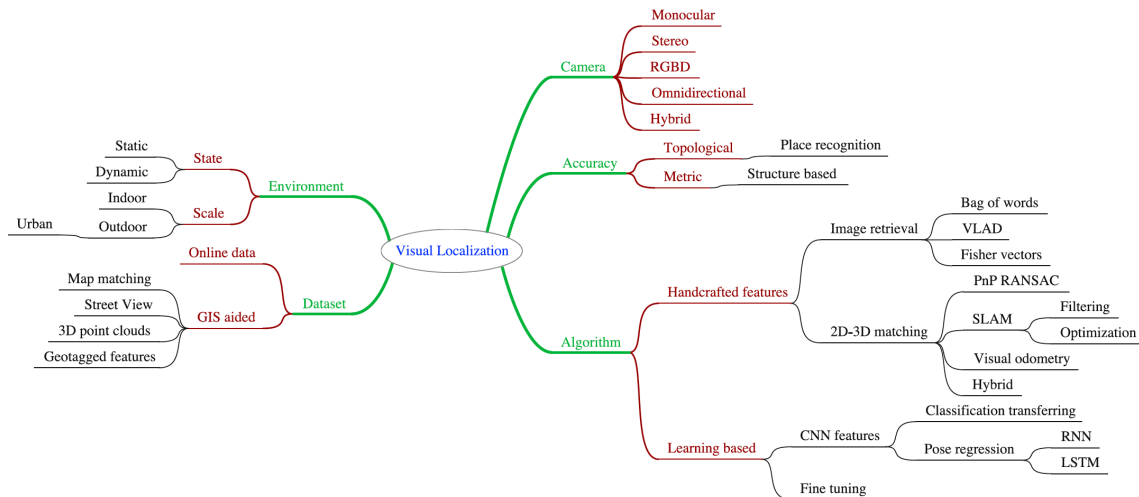 Visual Localization
Camera
Monocular
Stereo
RGBD
Omnidirectional
Hybrid
Accuracy
Topological
Place recognition
Metric
Structure based
Algorithm
Handcrafted features
Image retrieval
Bag of words
VLAD
Fisher vectors
2D-3D matching
PnP RANSAC
SLAM
Filtering
Optimization
Visual odometry
Hybrid
Learning based
CNN features
Classification transferring
Pose regression
RNN
LSTM
Fine tuning
Environment
State
Static
Dynamic
Scale
Indoor
Outdoor
Urban
Dataset
Online data
GIS aided
Map matching
Street View
3D point clouds
Geotagged features